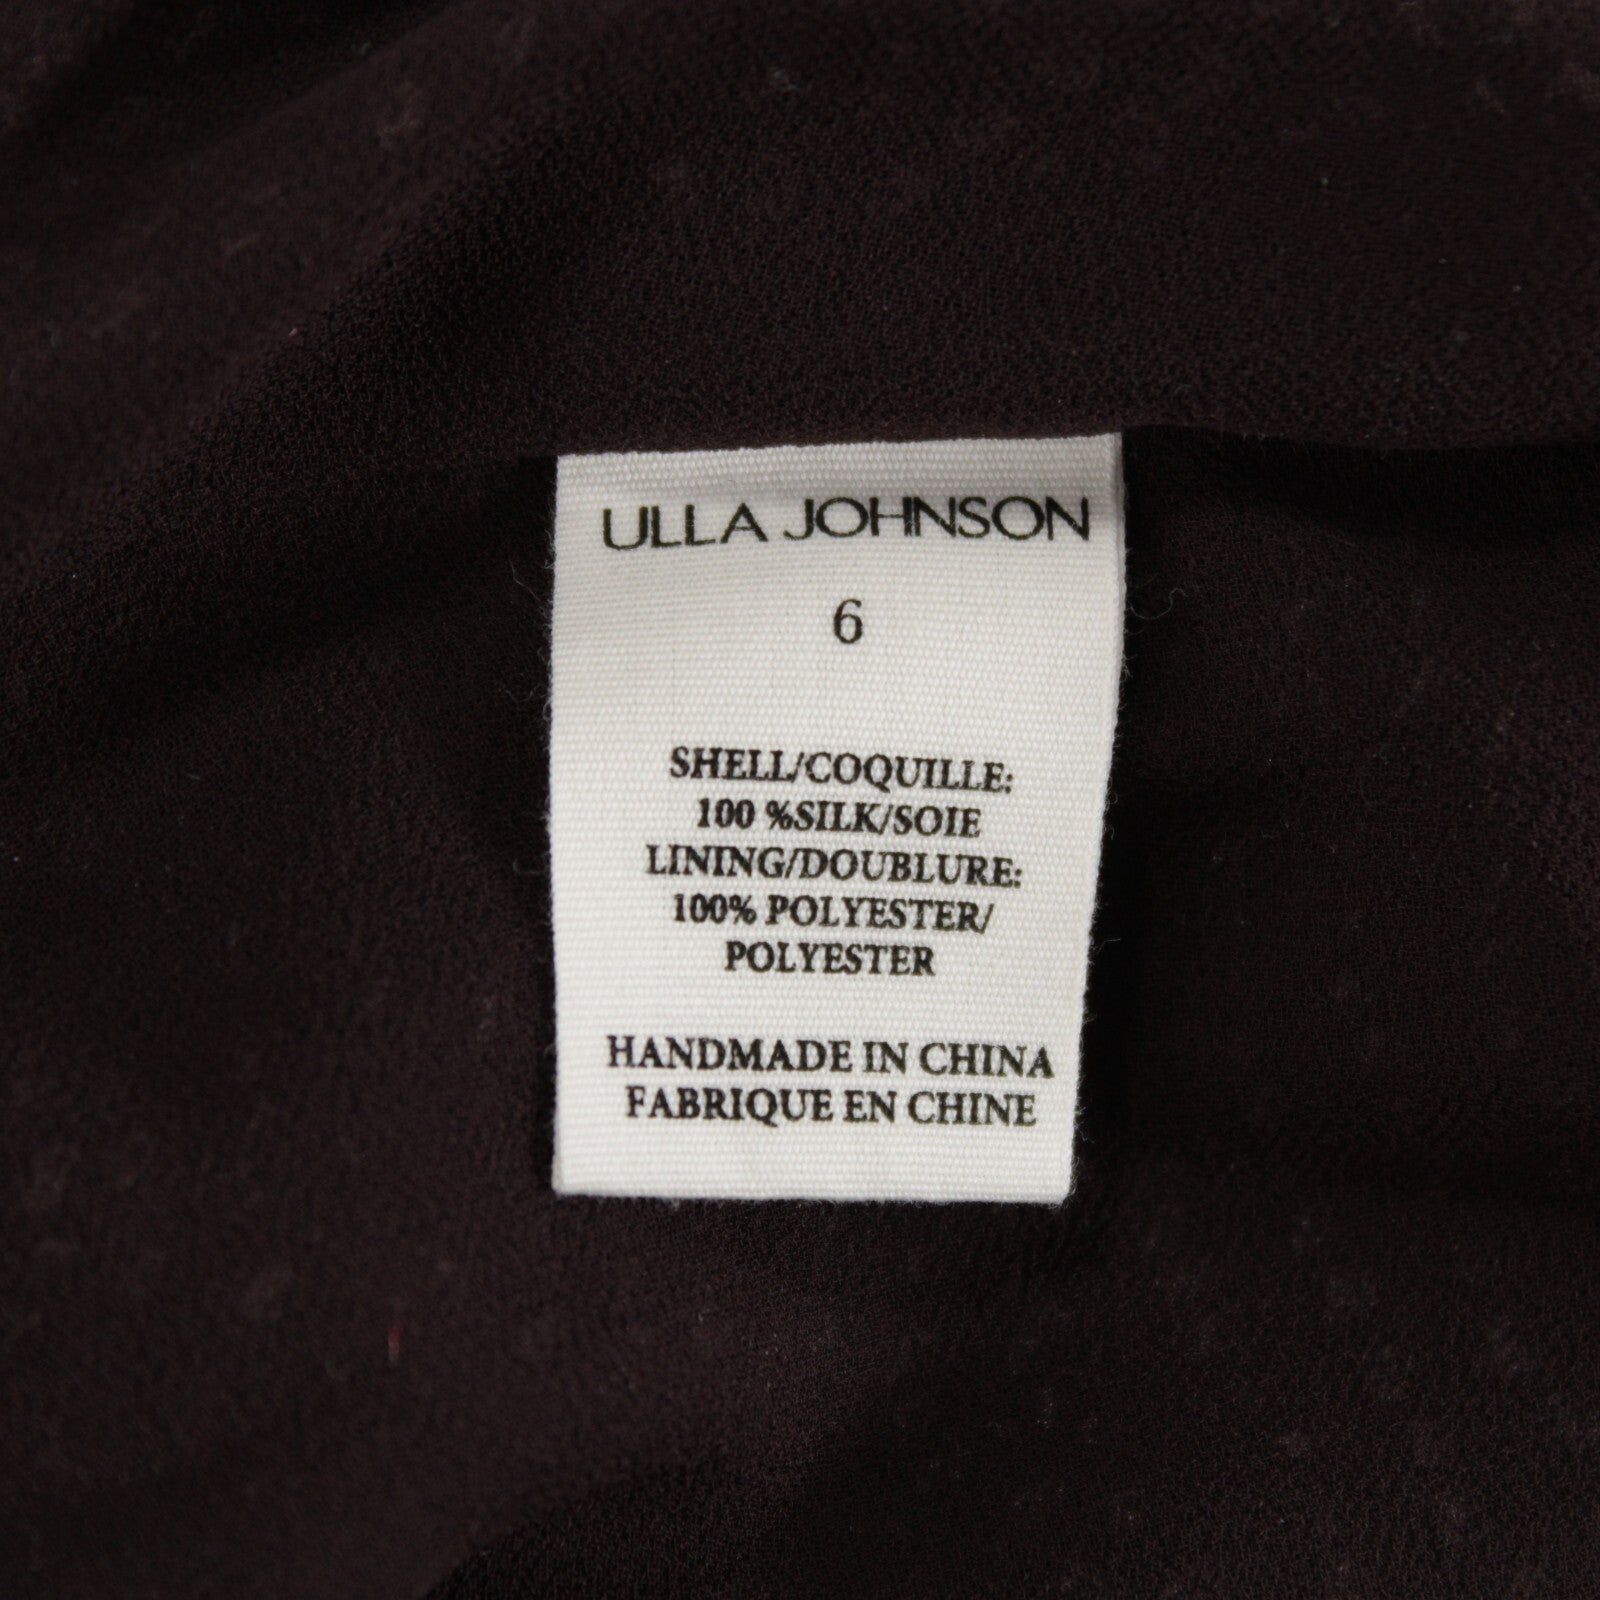 ULLA JOHNSON
6
SHELL/COQUILLE:
100 %SILK/SOIE
LINING/DOUBLURE:
100% POLYESTER/
POLYESTER
HANDMADE IN CHINA
FABRIQUE EN CHINE